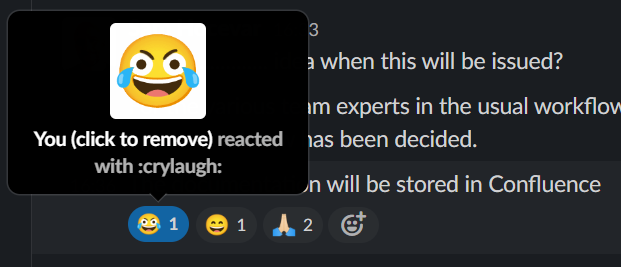 3
a when this will be issued?
am experts in the usual workflow
has been decided.
You (click to remove) reacted
with :crylaugh:
on will be stored in Confluence
1
1
2